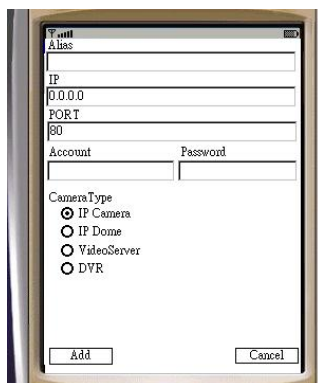 Alias
IP
0.0.0.0
PORT
80
Account Password
CameraType
IP Camera
IP Dome
VideoServer
DVR
Add Cancel